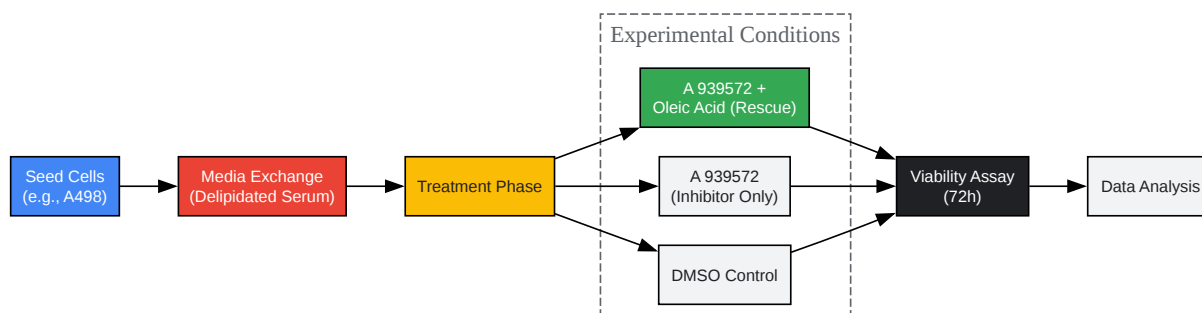 Experimental Conditions
A 939572 +
Oleic Acid (Rescue)
Seed Cells
(e.g., A498)
Media Exchange
(Delipidated Serum)
Treatment Phase
A 939572
(Inhibitor Only)
Viability Assay
(72h)
Data Analysis
DMSO Control